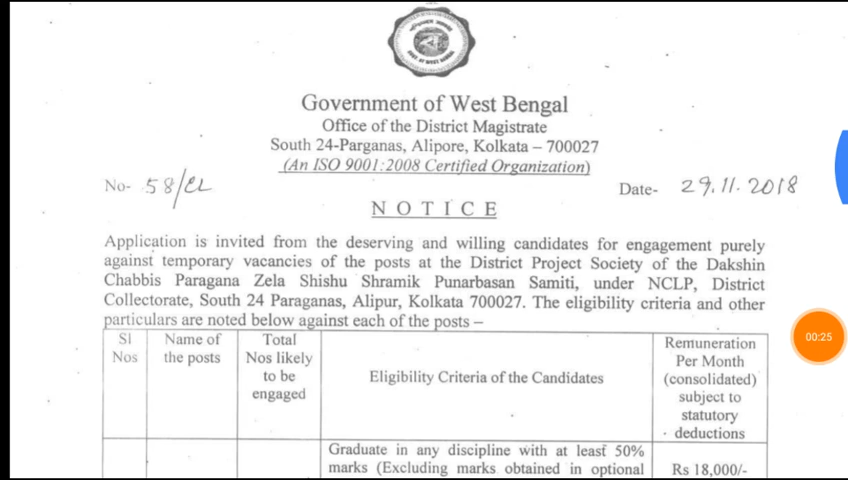 Government of West Bengal
Office of the District Magistrate
South 24-Parganas, Alipore, Kolkata – 700027
(An ISO 9001:2008 Certified Organization)
No- 58/CL
Date- 29.11.2018
NOTICE
Application is invited from the deserving and willing candidates for engagement purely
against temporary vacancies of the posts at the District Project Society of the Dakshin
Chabbis Paragana Zela Shishu Shramik Punarbasan Samiti, under NCLP, District
Collectorate, South 24 Paraganas, Alipur, Kolkata 700027. The eligibility criteria and other
particulars are noted below against each of the posts –
Sl
Nos
Name of
the posts
Total
Nos likely
to be
engaged
Eligibility Criteria of the Candidates
Remuneration
Per Month
(consolidated)
subject to
statutory
deductions
Graduate in any discipline with at least 50%
marks (Excluding marks obtained in optional
Rs 18,000/-
00:25